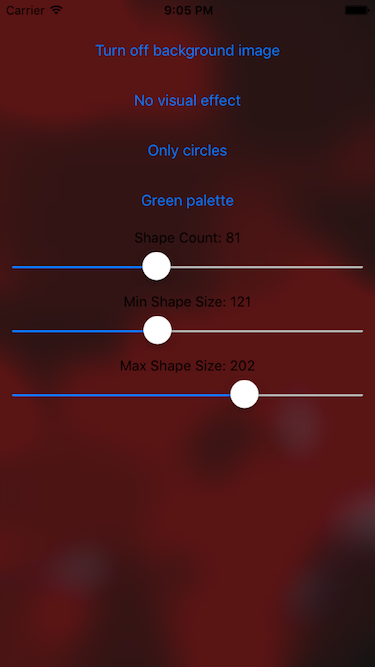 Carrier 9:05 PM
Turn off background image
No visual effect
Only circles
Green palette
Shape Count: 81
Min Shape Size: 121
Max Shape Size: 202